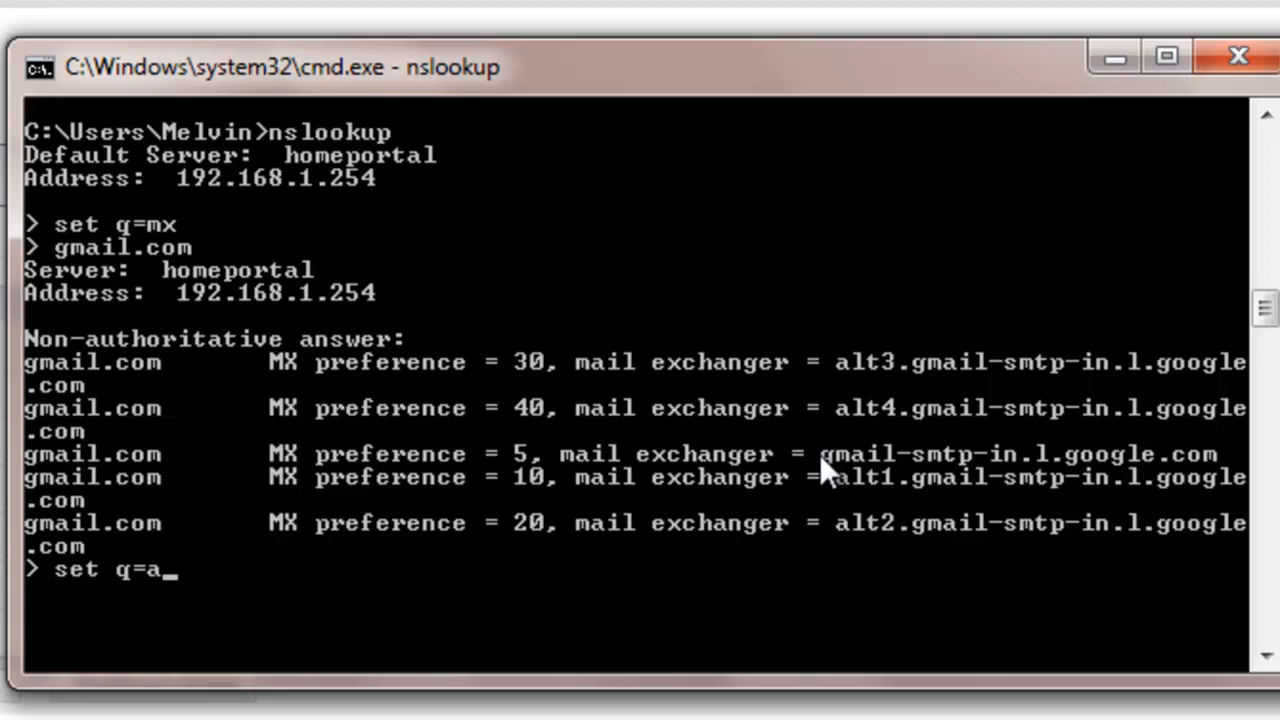 C:\Windows\system32\cmd.exe - nslookup
C:\Users\Melvin>nslookup
Default Server:  homeportal
Address:  192.168.1.254
> set q=mx
> gmail.com
Server:  homeportal
Address:  192.168.1.254
Non-authoritative answer:
gmail.com       MX preference = 30, mail exchanger = alt3.gmail-smtp-in.l.google
.com
gmail.com       MX preference = 40, mail exchanger = alt4.gmail-smtp-in.l.google
.com
gmail.com       MX preference = 5, mail exchanger = gmail-smtp-in.l.google.com
gmail.com       MX preference = 10, mail exchanger = alt1.gmail-smtp-in.l.google
.com
gmail.com       MX preference = 20, mail exchanger = alt2.gmail-smtp-in.l.google
.com
> set q=a_